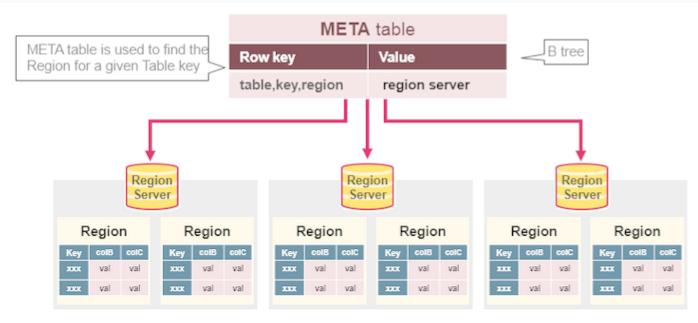 META table
META table is used to find the
Region for a given Table key
Row key Value
B tree
table,key,region region server
Region
Server
Region
Server
Region
Server
Region Region Region Region Region Region
Key colB colC Key colB colC Key colB colC Key colB colC Key colB colC Key colB colC
xxx val val xxx val val xxx val val xxx val val xxx val val xxx val val
xxx val val xxx val val xxx val val xxx val val xxx val val xxx val val